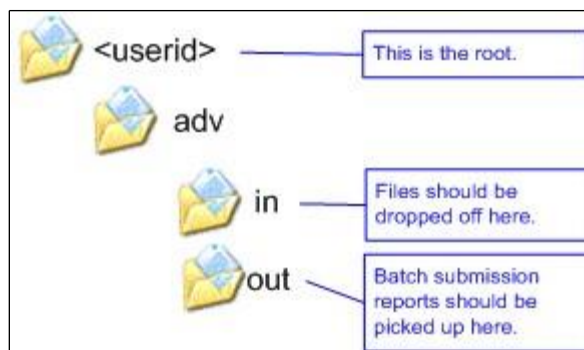 <userid>
This is the root.
adv
in
Files should be
dropped off here.
out
Batch submission
reports should be
picked up here.